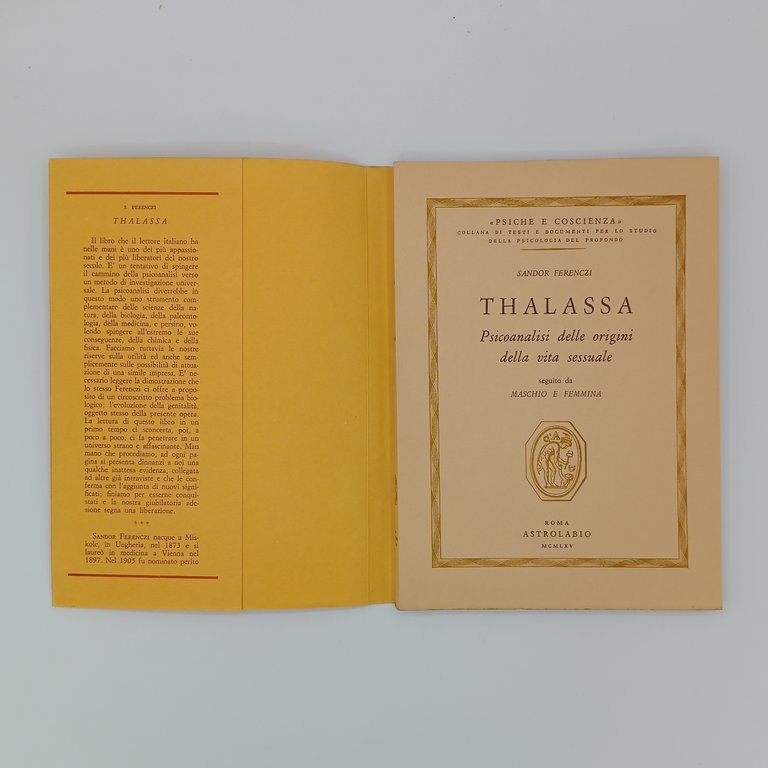 S. FERENCZI
THALASSA
Il libro che il lettore italiano ha
nelle mani è uno dei più appassio-
nati e dei più liberatori del nostro
secolo. E' un tentativo di spingere
il cammino della psicoanalisi verso
un metodo di investigazione univer-
sale. La psicoanalisi diverrebbe in
questo modo uno strumento com-
plementare delle scienze della na-
tura, della biologia, della paleonto-
logia, della medicina, e persino, vo-
lendo spingere all'estremo le sue
conseguenze, della chimica e della
fisica. Facciamo tuttavia le nostre
riserve sulla utilità ed anche sem-
plicemente sulle possibilità di attua-
zione di una simile impresa. E' ne-
cessario leggere la dimostrazione che
lo stesso Ferenczi ci offre a propo-
sito di un circoscritto problema bio-
logico: l'evoluzione della genitalità,
oggetto stesso della presente opera.
La lettura di questo libro in un
primo tempo ci sconcerta, poi, a
poco a poco, ci fa penetrare in un
universo strano e affascinante. Man
mano che procediamo, ad ogni pa-
gina si presenta dinnanzi a noi una
qualche inattesa evidenza, collegata
ad altre già intraviste e che le con-
ferma con l'aggiunta di nuovi signi-
ficati; finiamo per esserne conqui-
stati e la nostra giubilatoria ade-
sione segna una liberazione.
* * *
SANDOR FERENCZI nacque a Mis-
kolc, in Ungheria, nel 1873 e si
laureò in medicina a Vienna nel
1897. Nel 1905 fu nominato perito
«PSICHE E COSCIENZA»
COLLANA DI TESTI E DOCUMENTI PER LO STUDIO
DELLA PSICOLOGIA DEL PROFONDO
SANDOR FERENCZI
THALASSA
Psicoanalisi delle origini
della vita sessuale
seguito da
MASCHIO E FEMMINA
ROMA
ASTROLABIO
MCMLXV